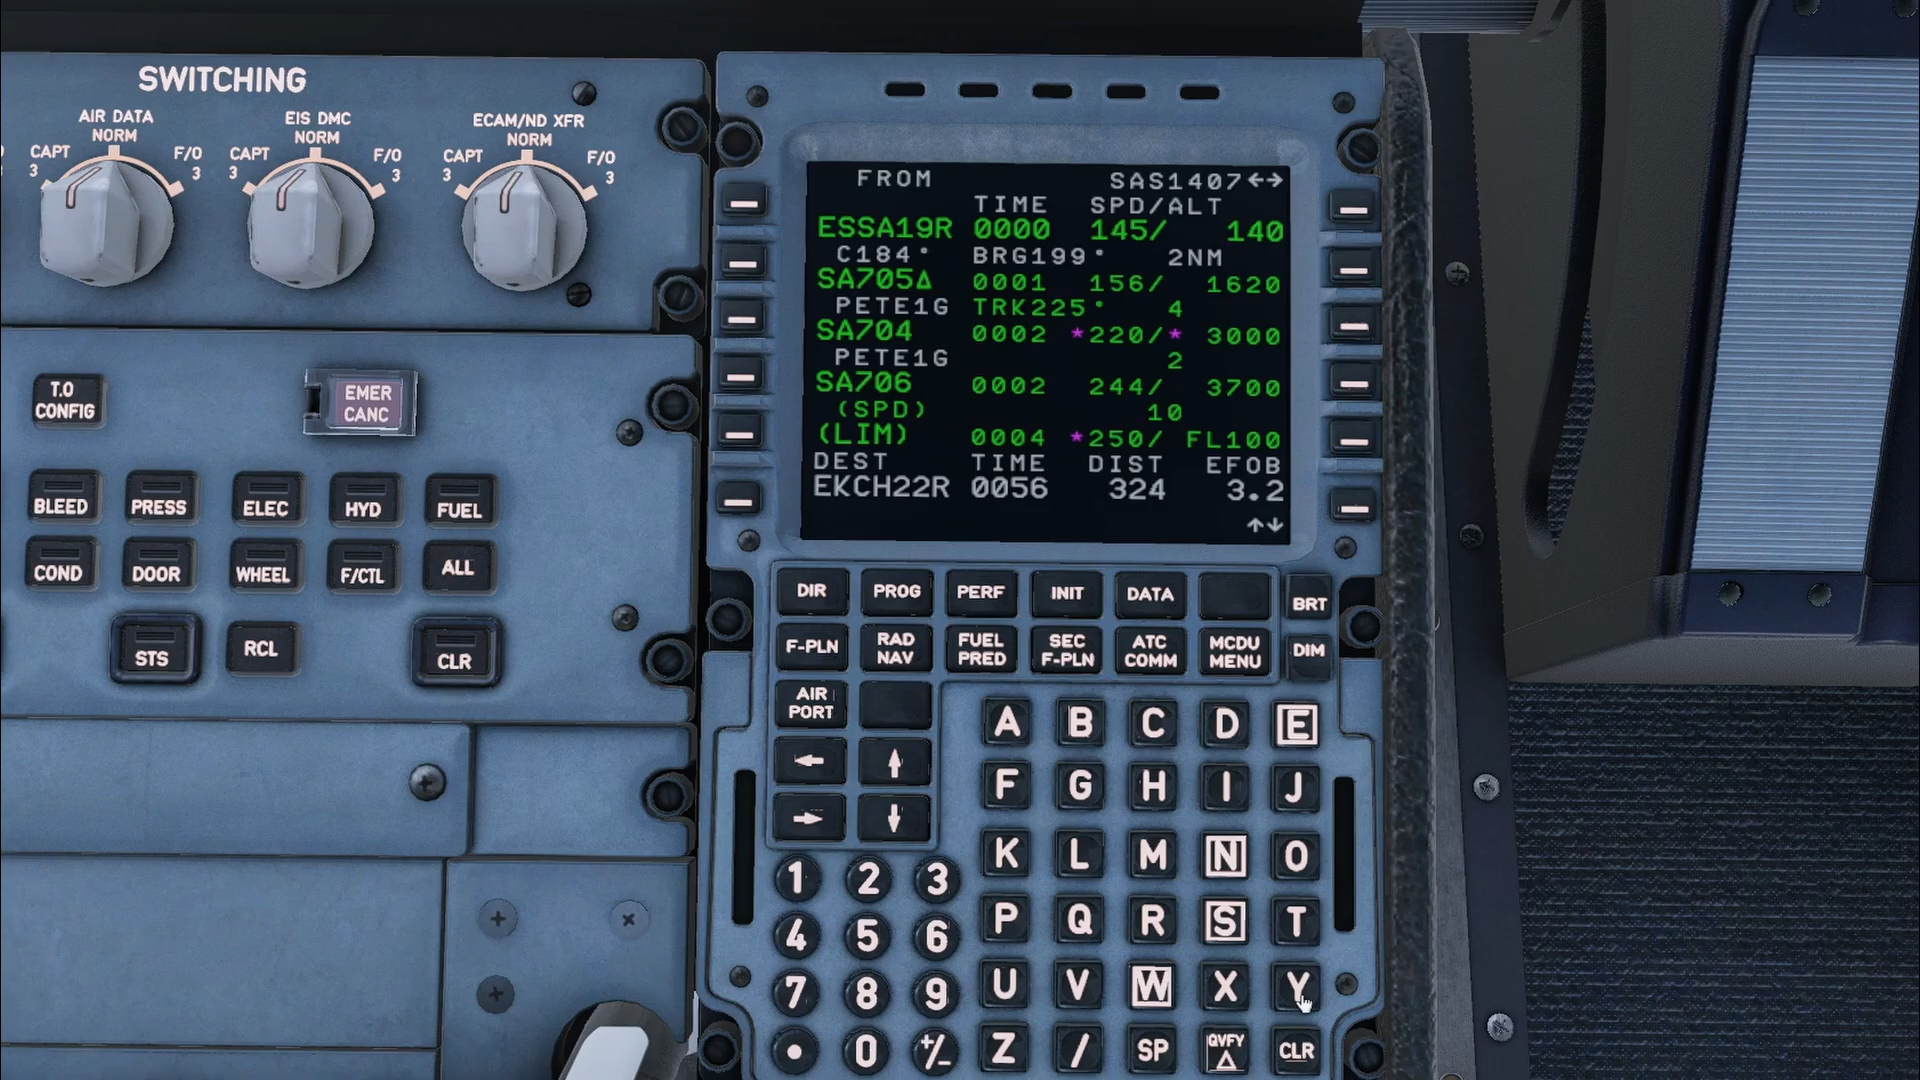 SWITCHING
AIR DATA
NORM
CAPT
3
F/O
3
EIS DMC
NORM
CAPT
3
F/O
3
ECAM/ND XFR
NORM
CAPT
3
F/O
3
T.O
CONFIG
EMER
CANC
BLEED PRESS ELEC HYD FUEL
COND DOOR WHEEL F/CTL ALL
STS RCL CLR
FROM SAS1407←→
TIME SPD/ALT
ESSA19R 0000 145/ 140
C184° BRG199° 2NM
SA705Δ 0001 156/ 1620
PETE1G TRK225° 4
SA704 0002 *220/* 3000
PETE1G 2
SA706 0002 244/ 3700
(SPD) 10
(LIM) 0004 *250/ FL100
DEST TIME DIST EFOB
EKCH22R 0056 324 3.2
↑↓
DIR PROG PERF INIT DATA BRT
F-PLN RAD NAV FUEL PRED SEC F-PLN ATC COMM MCDU MENU DIM
AIR
PORT
← ↑
→ ↓
A B C D E
F G H I J
K L M N O
P Q R S T
U V W X Y
Z / SP QVFY Δ CLR
1 2 3
4 5 6
7 8 9
. 0 +/-